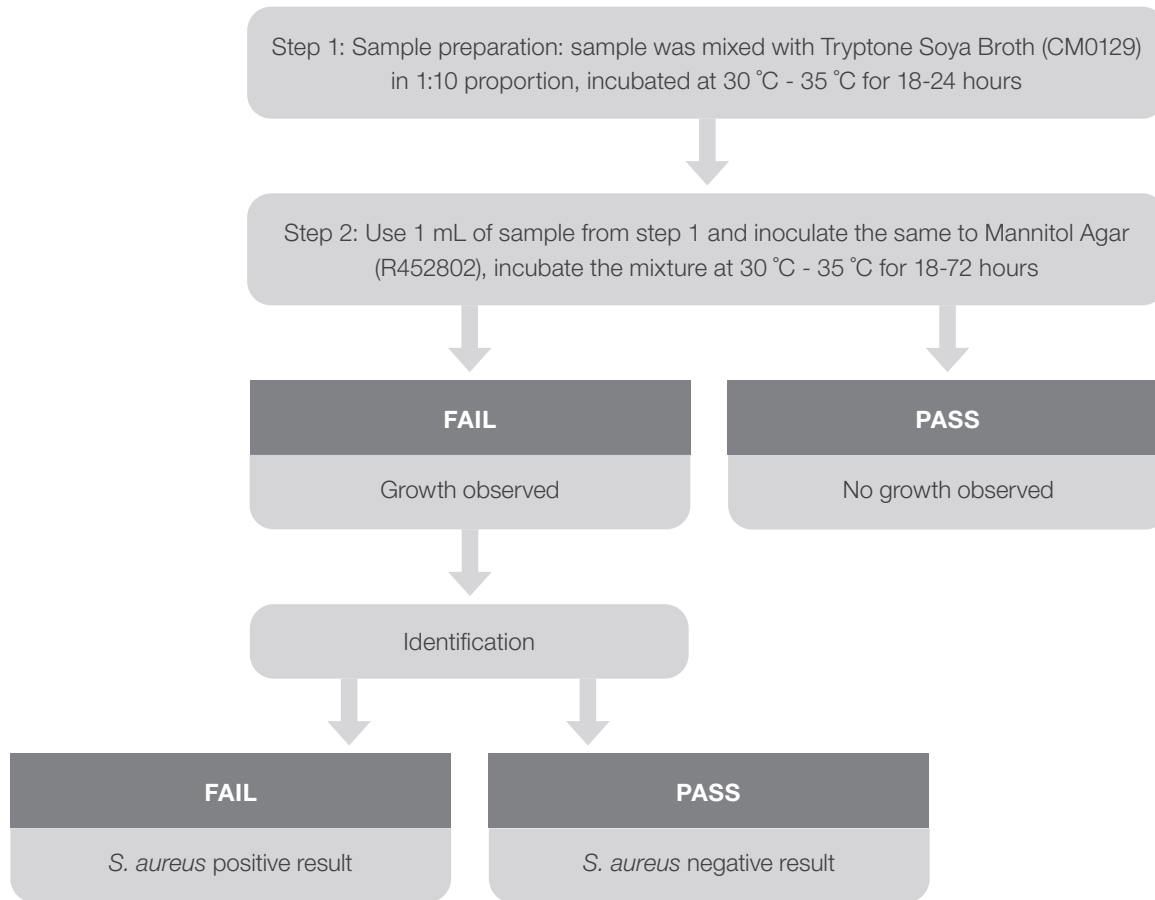 Step 1: Sample preparation: sample was mixed with Tryptone Soya Broth (CM0129)
in 1:10 proportion, incubated at 30 ˚C - 35 ˚C for 18-24 hours
Step 2: Use 1 mL of sample from step 1 and inoculate the same to Mannitol Agar
(R452802), incubate the mixture at 30 ˚C - 35 ˚C for 18-72 hours
FAIL
Growth observed
PASS
No growth observed
Identification
FAIL
S. aureus positive result
PASS
S. aureus negative result